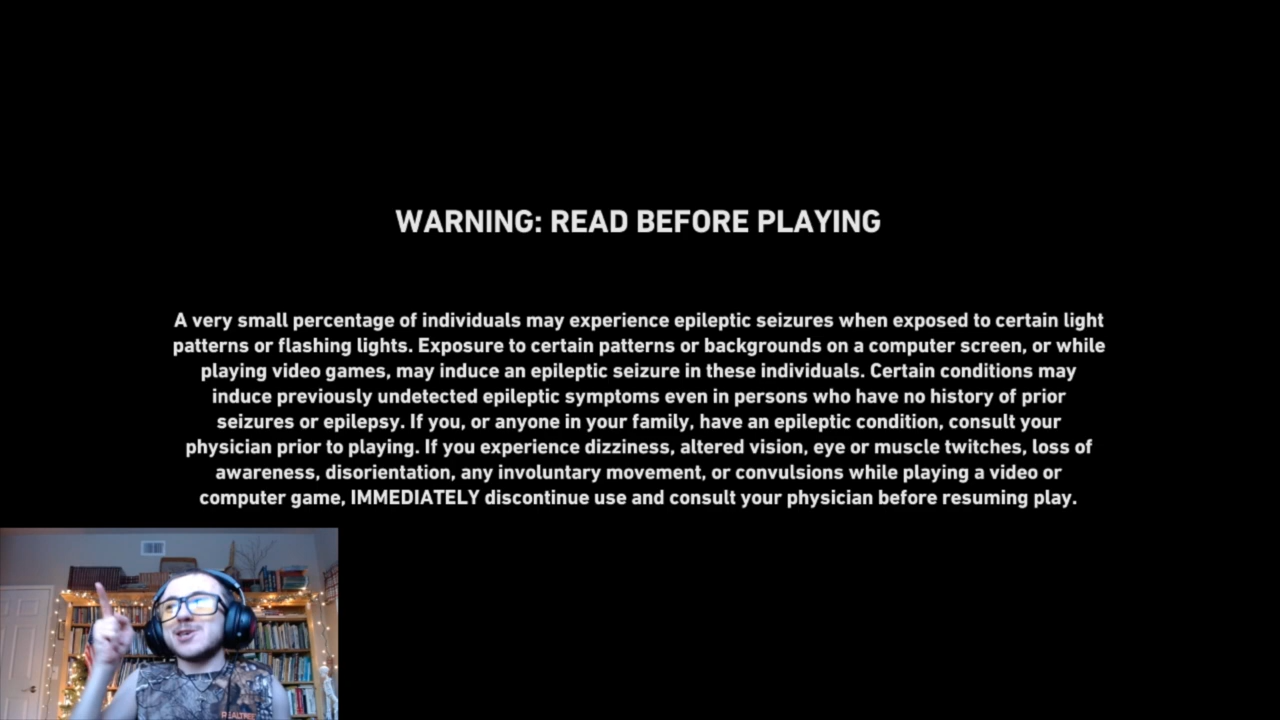 WARNING: READ BEFORE PLAYING
A very small percentage of individuals may experience epileptic seizures when exposed to certain light
patterns or flashing lights. Exposure to certain patterns or backgrounds on a computer screen, or while
playing video games, may induce an epileptic seizure in these individuals. Certain conditions may
induce previously undetected epileptic symptoms even in persons who have no history of prior
seizures or epilepsy. If you, or anyone in your family, have an epileptic condition, consult your
physician prior to playing. If you experience dizziness, altered vision, eye or muscle twitches, loss of
awareness, disorientation, any involuntary movement, or convulsions while playing a video or
computer game, IMMEDIATELY discontinue use and consult your physician before resuming play.
REALTREE